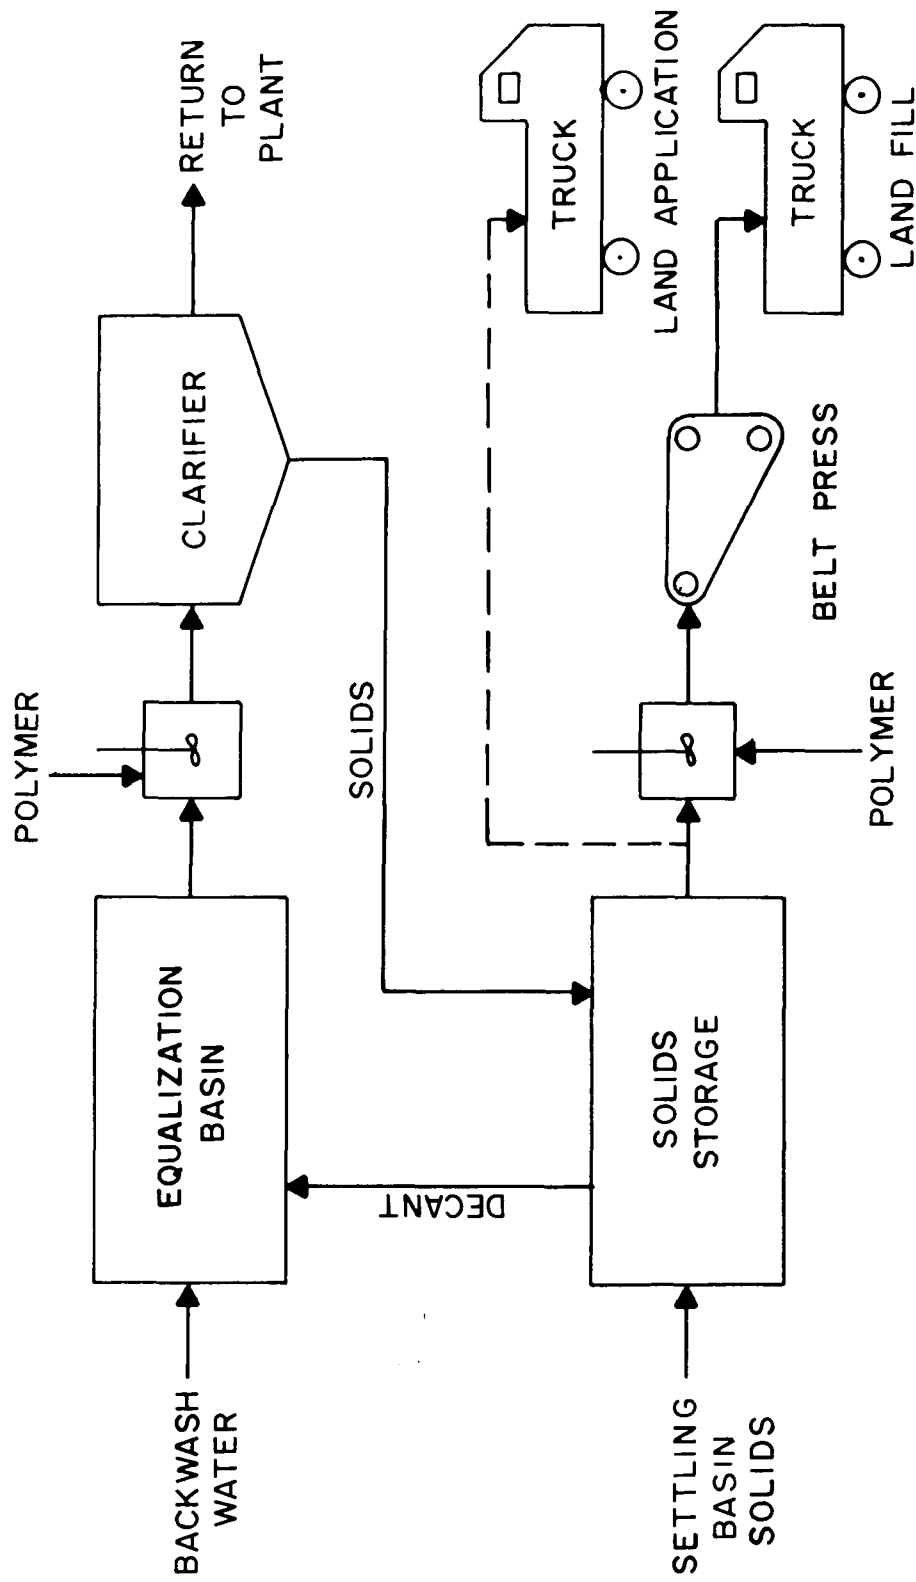 BACKWASH
WATER
EQUALIZATION
BASIN
POLYMER
CLARIFIER
RETURN
TO
PLANT
SOLIDS
DECANT
SETTLING
BASIN
SOLIDS
SOLIDS
STORAGE
POLYMER
BELT PRESS
TRUCK
LAND APPLICATION
TRUCK
LAND FILL